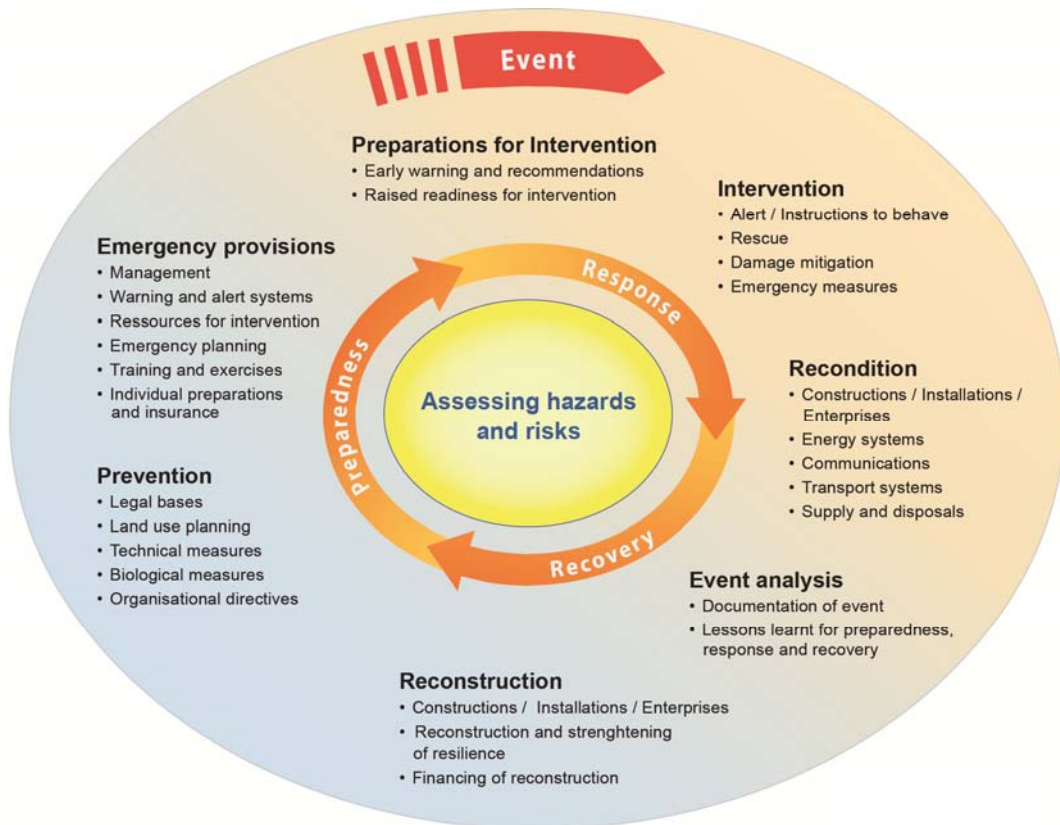 Event
Preparations for Intervention
• Early warning and recommendations
• Raised readiness for intervention
Intervention
• Alert / Instructions to behave
• Rescue
• Damage mitigation
• Emergency measures
Emergency provisions
• Management
• Warning and alert systems
• Ressources for intervention
• Emergency planning
• Training and exercises
• Individual preparations
and insurance
Response
Preparedness
Assessing hazards
and risks
Recovery
Recondition
• Constructions / Installations /
Enterprises
• Energy systems
• Communications
• Transport systems
• Supply and disposals
Prevention
• Legal bases
• Land use planning
• Technical measures
• Biological measures
• Organisational directives
Event analysis
• Documentation of event
• Lessons learnt for preparedness,
response and recovery
Reconstruction
• Constructions / Installations / Enterprises
• Reconstruction and strenghtening
of resilience
• Financing of reconstruction